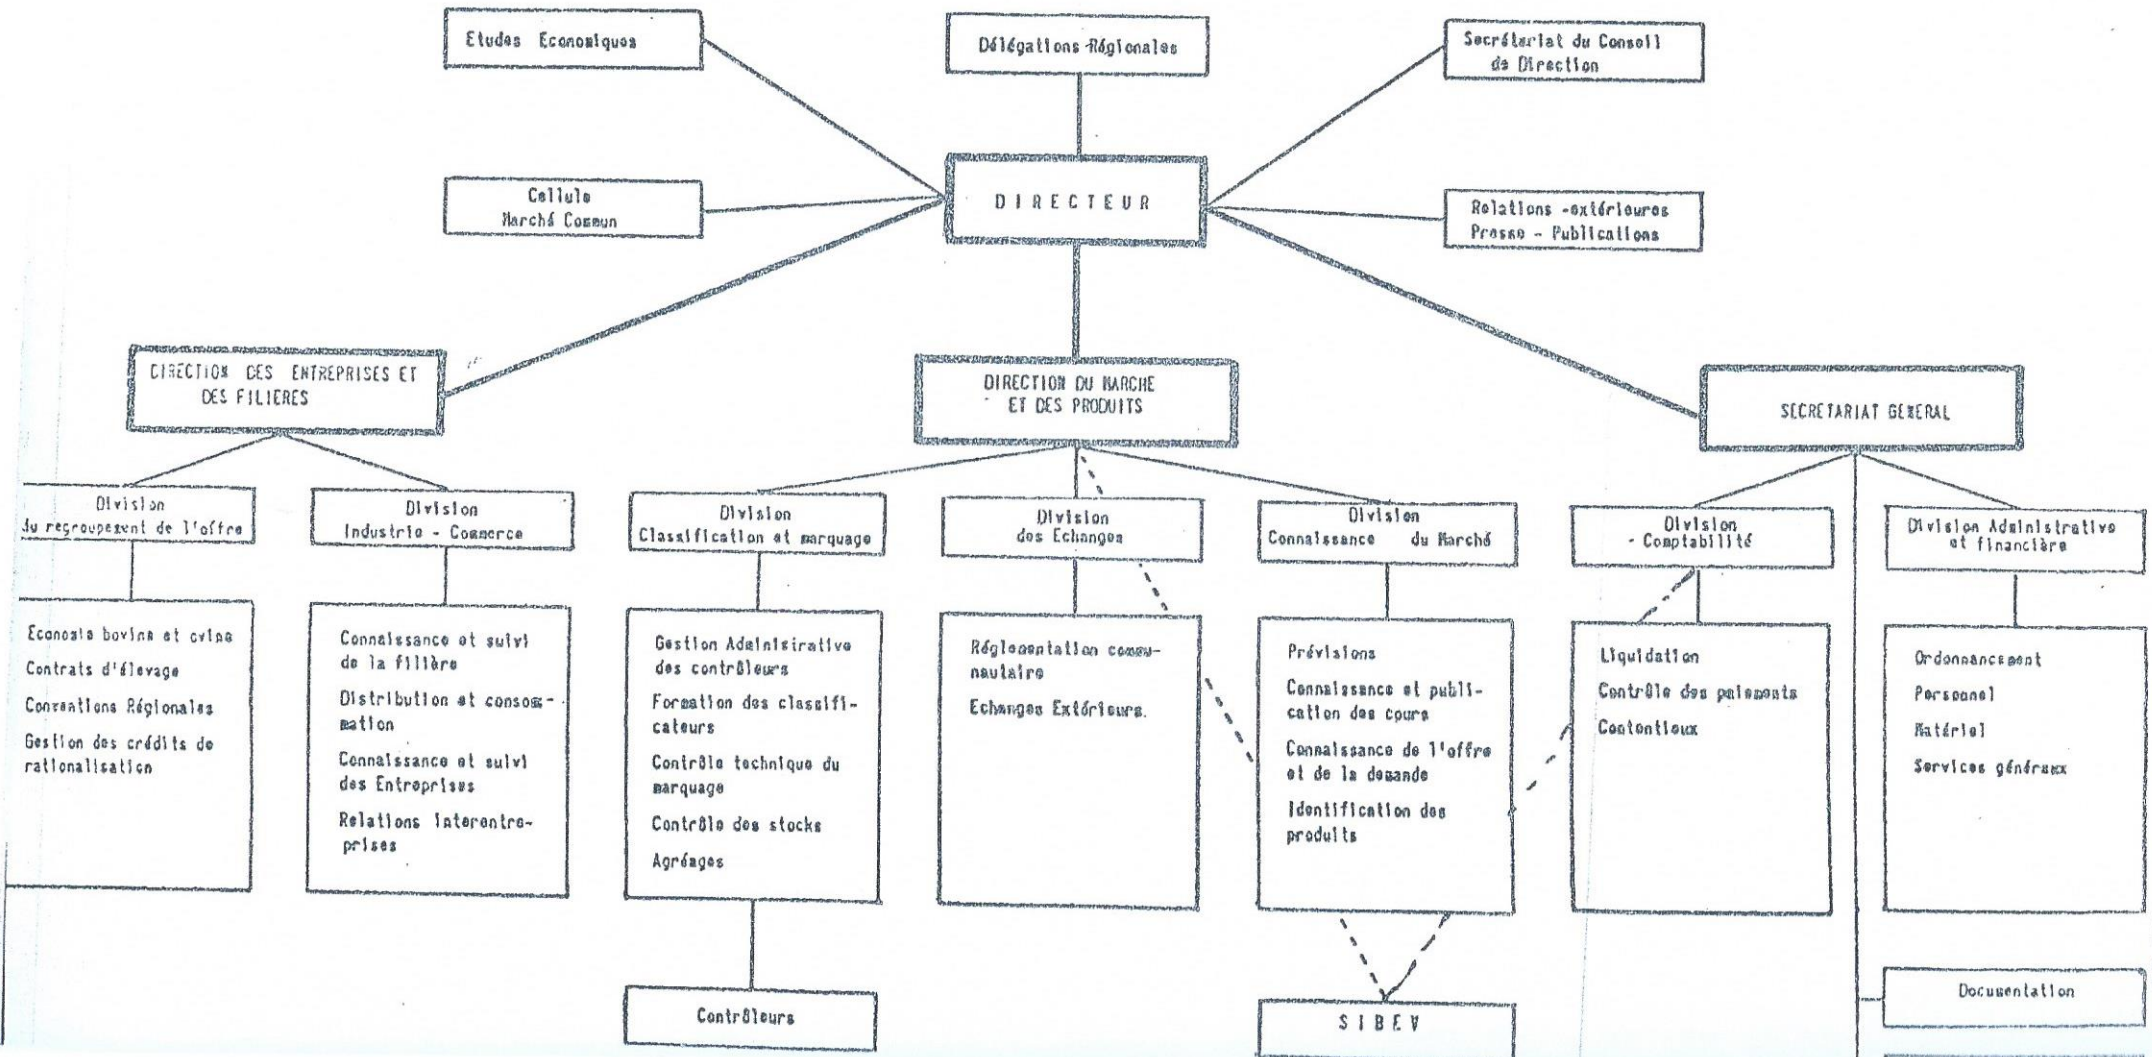 Etudes Economiques
Délégations Régionales
Secrétariat du Conseil
de Direction
Cellule
Marché Commun
DIRECTEUR
Relations -extérieures
Presse - Publications
DIRECTION DES ENTREPRISES ET
DES FILIERES
DIRECTION DU MARCHE
ET DES PRODUITS
SECRETARIAT GENERAL
Division
du regroupement de l'offre
Division
Industrie - Commerce
Division
Classification et marquage
Division
des Echanges
Division
Connaissance du Marché
Division
- Comptabilité
Division Administrative
et financière
Economie bovine et ovine
Contrats d'élevage
Conventions Régionales
Gestion des crédits de
rationalisation
Connaissance et suivi
de la filière
Distribution et consom-
mation
Connaissance et suivi
des Entreprises
Relations interentre-
prises
Gestion Administrative
des contrôleurs
Formation des classifi-
cateurs
Contrôle technique du
marquage
Contrôle des stocks
Agréages
Réglementation commu-
nautaire
Echanges Extérieurs.
Prévisions
Connaissance et publi-
cation des cours
Connaissance de l'offre
et de la demande
Identification des
produits
Liquidation
Contrôle des paiements
Contentieux
Ordonnancement
Personnel
Matériel
Services généraux
Contrôleurs
SIBEV
Documentation